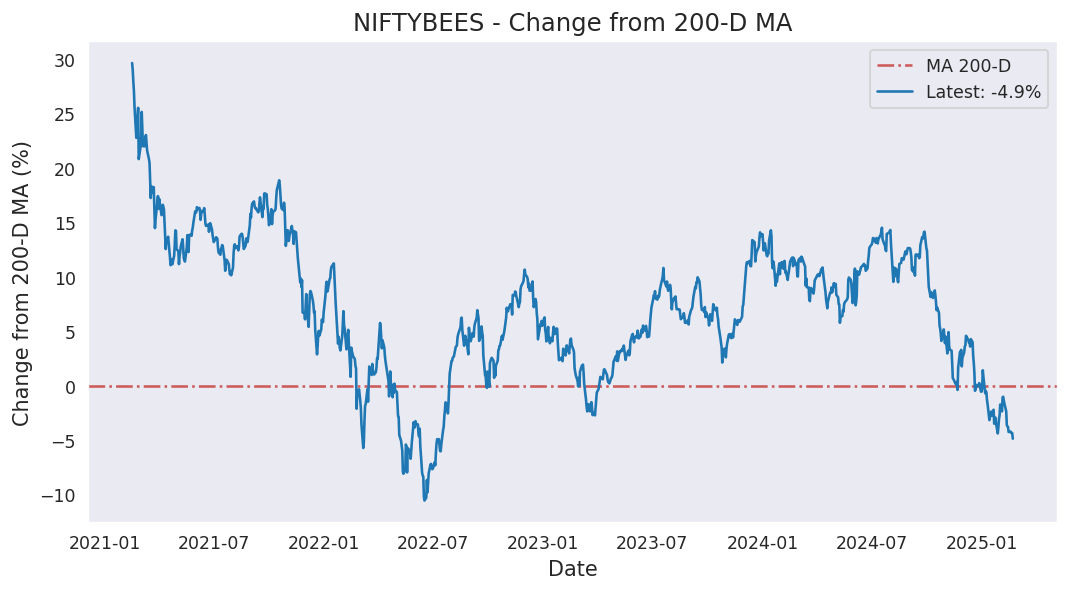 NIFTYBEES - Change from 200-D MA
MA 200-D
Latest: -4.9%
Change from 200-D MA (%)
30
25
20
15
10
5
0
−5
−10
2021-01 2021-07 2022-01 2022-07 2023-01 2023-07 2024-01 2024-07 2025-01
Date